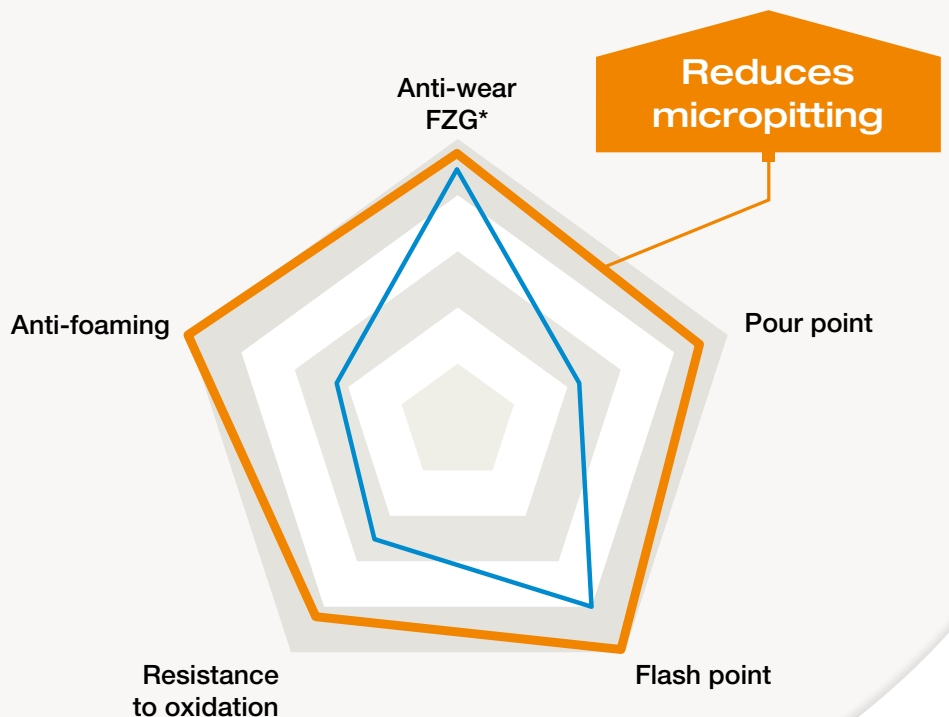 Reduces
micropitting
Anti-wear
FZG*
Anti-foaming
Pour point
Resistance
to oxidation
Flash point